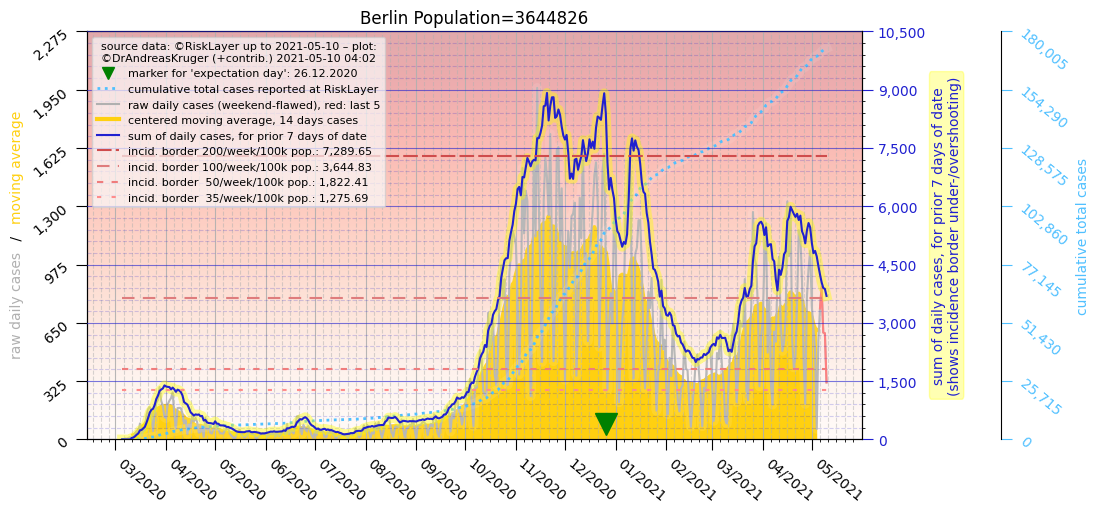 Berlin Population=3644826
source data: ©RiskLayer up to 2021-05-10 – plot:
©DrAndreasKruger (+contrib.) 2021-05-10 04:02
marker for 'expectation day': 26.12.2020
cumulative total cases reported at RiskLayer
raw daily cases (weekend-flawed), red: last 5
centered moving average, 14 days cases
sum of daily cases, for prior 7 days of date
incid. border 200/week/100k pop.: 7,289.65
incid. border 100/week/100k pop.: 3,644.83
incid. border  50/week/100k pop.: 1,822.41
incid. border  35/week/100k pop.: 1,275.69
raw daily cases  /  moving average
2,275
1,950
1,625
1,300
975
650
325
0
03/2020
04/2020
05/2020
06/2020
07/2020
08/2020
09/2020
10/2020
11/2020
12/2020
01/2021
02/2021
03/2021
04/2021
05/2021
10,500
9,000
7,500
6,000
4,500
3,000
1,500
0
sum of daily cases, for prior 7 days of date
(shows incidence border under-/overshooting)
180,005
154,290
128,575
102,860
77,145
51,430
25,715
0
cumulative total cases